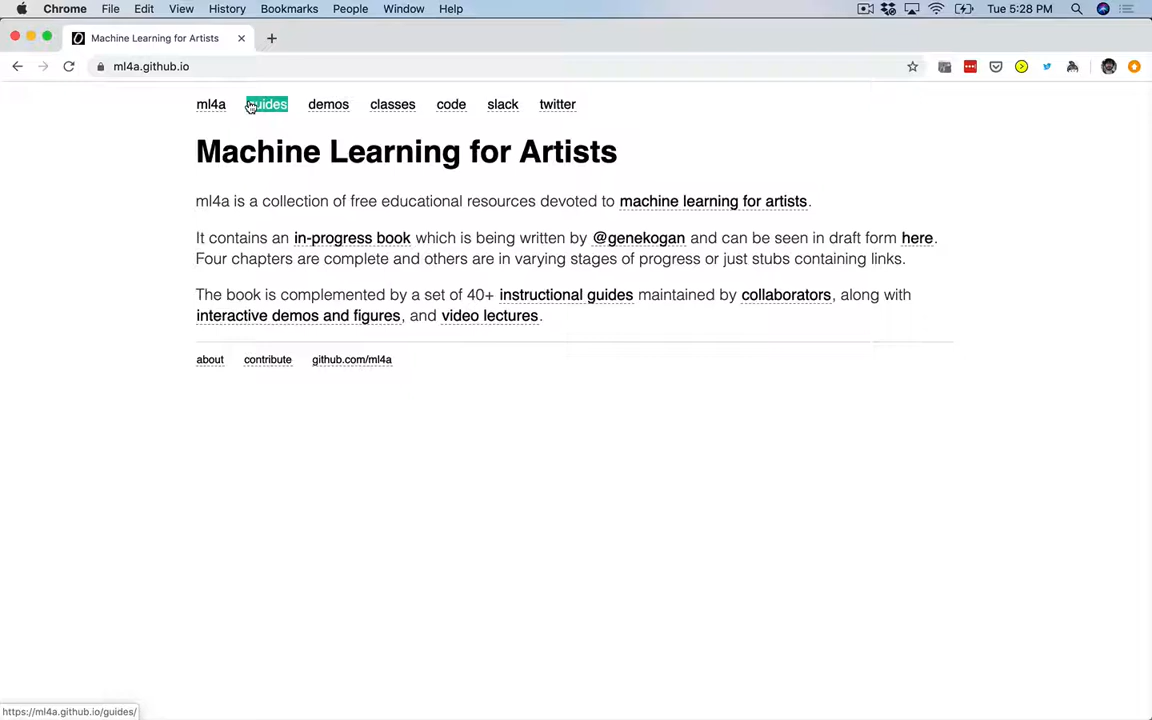 Chrome File Edit View History Bookmarks People Window Help Tue 5:28 PM
Machine Learning for Artists
ml4a.github.io
ml4a guides demos classes code slack twitter
Machine Learning for Artists
ml4a is a collection of free educational resources devoted to machine learning for artists.
It contains an in-progress book which is being written by @genekogan and can be seen in draft form here.
Four chapters are complete and others are in varying stages of progress or just stubs containing links.
The book is complemented by a set of 40+ instructional guides maintained by collaborators, along with
interactive demos and figures, and video lectures.
about contribute github.com/ml4a
https://ml4a.github.io/guides/